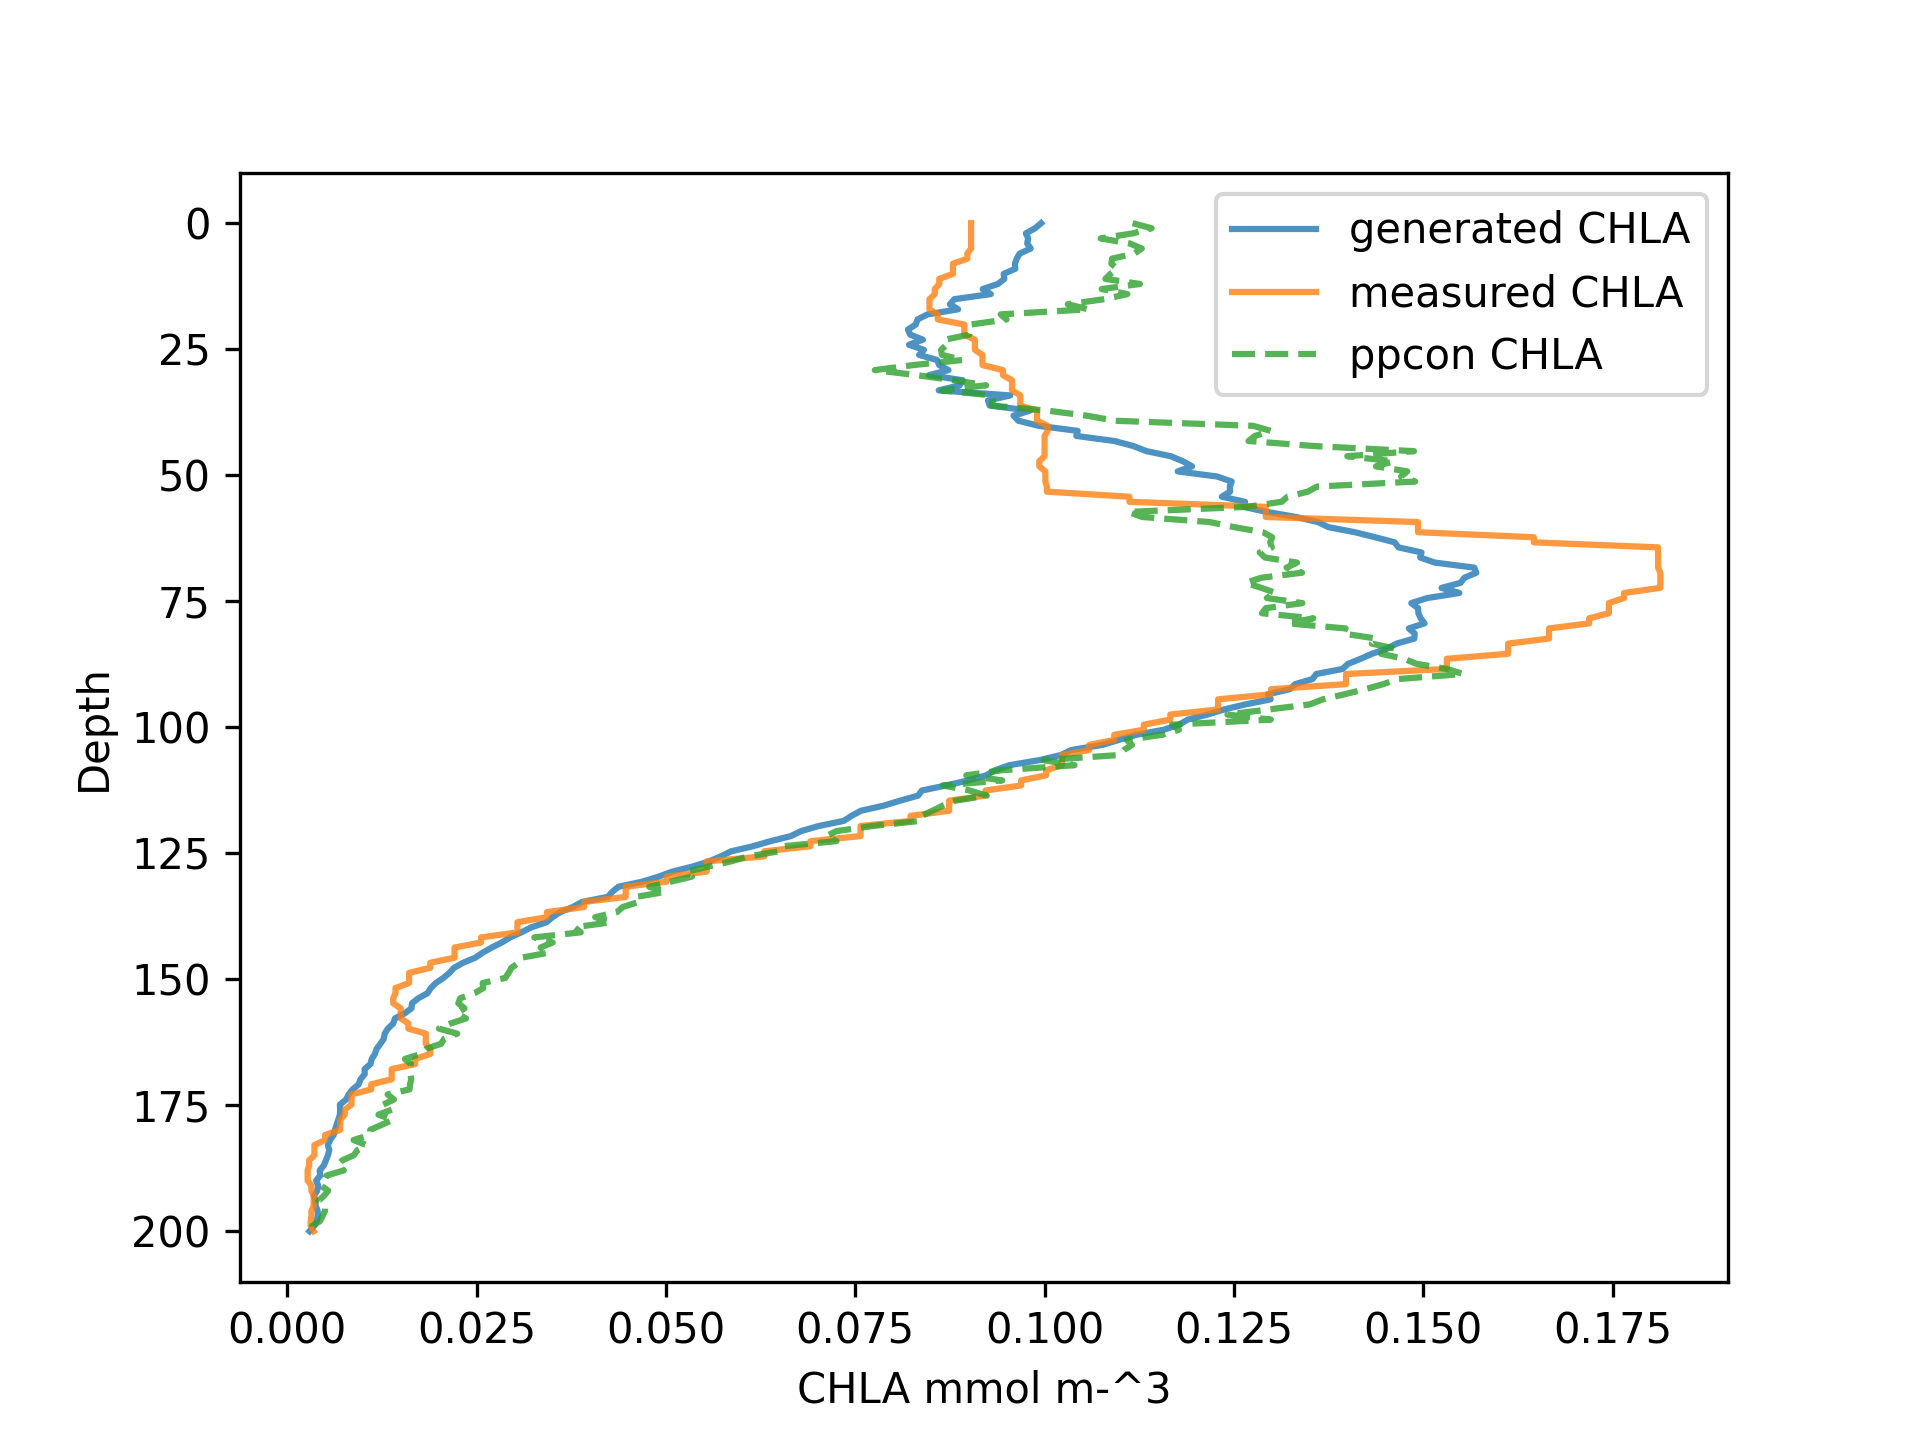 generated CHLA
measured CHLA
ppcon CHLA
Depth
0
25
50
75
100
125
150
175
200
0.000 0.025 0.050 0.075 0.100 0.125 0.150 0.175
CHLA mmol m-^3